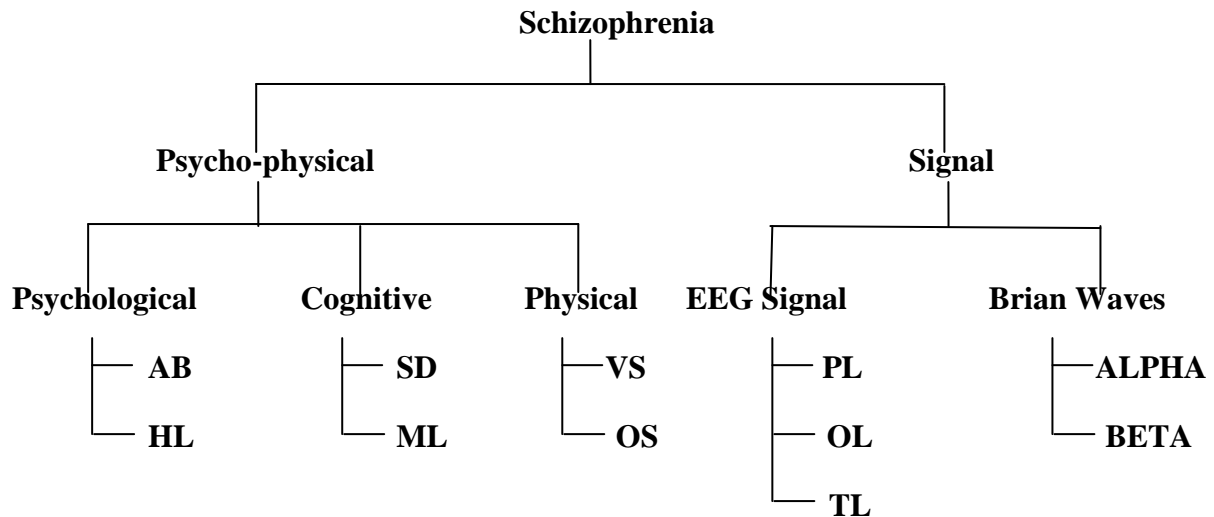 Schizophrenia
Psycho-physical Signal
Psychological Cognitive Physical EEG Signal Brian Waves
AB SD VS PL ALPHA
HL ML OS OL BETA
TL